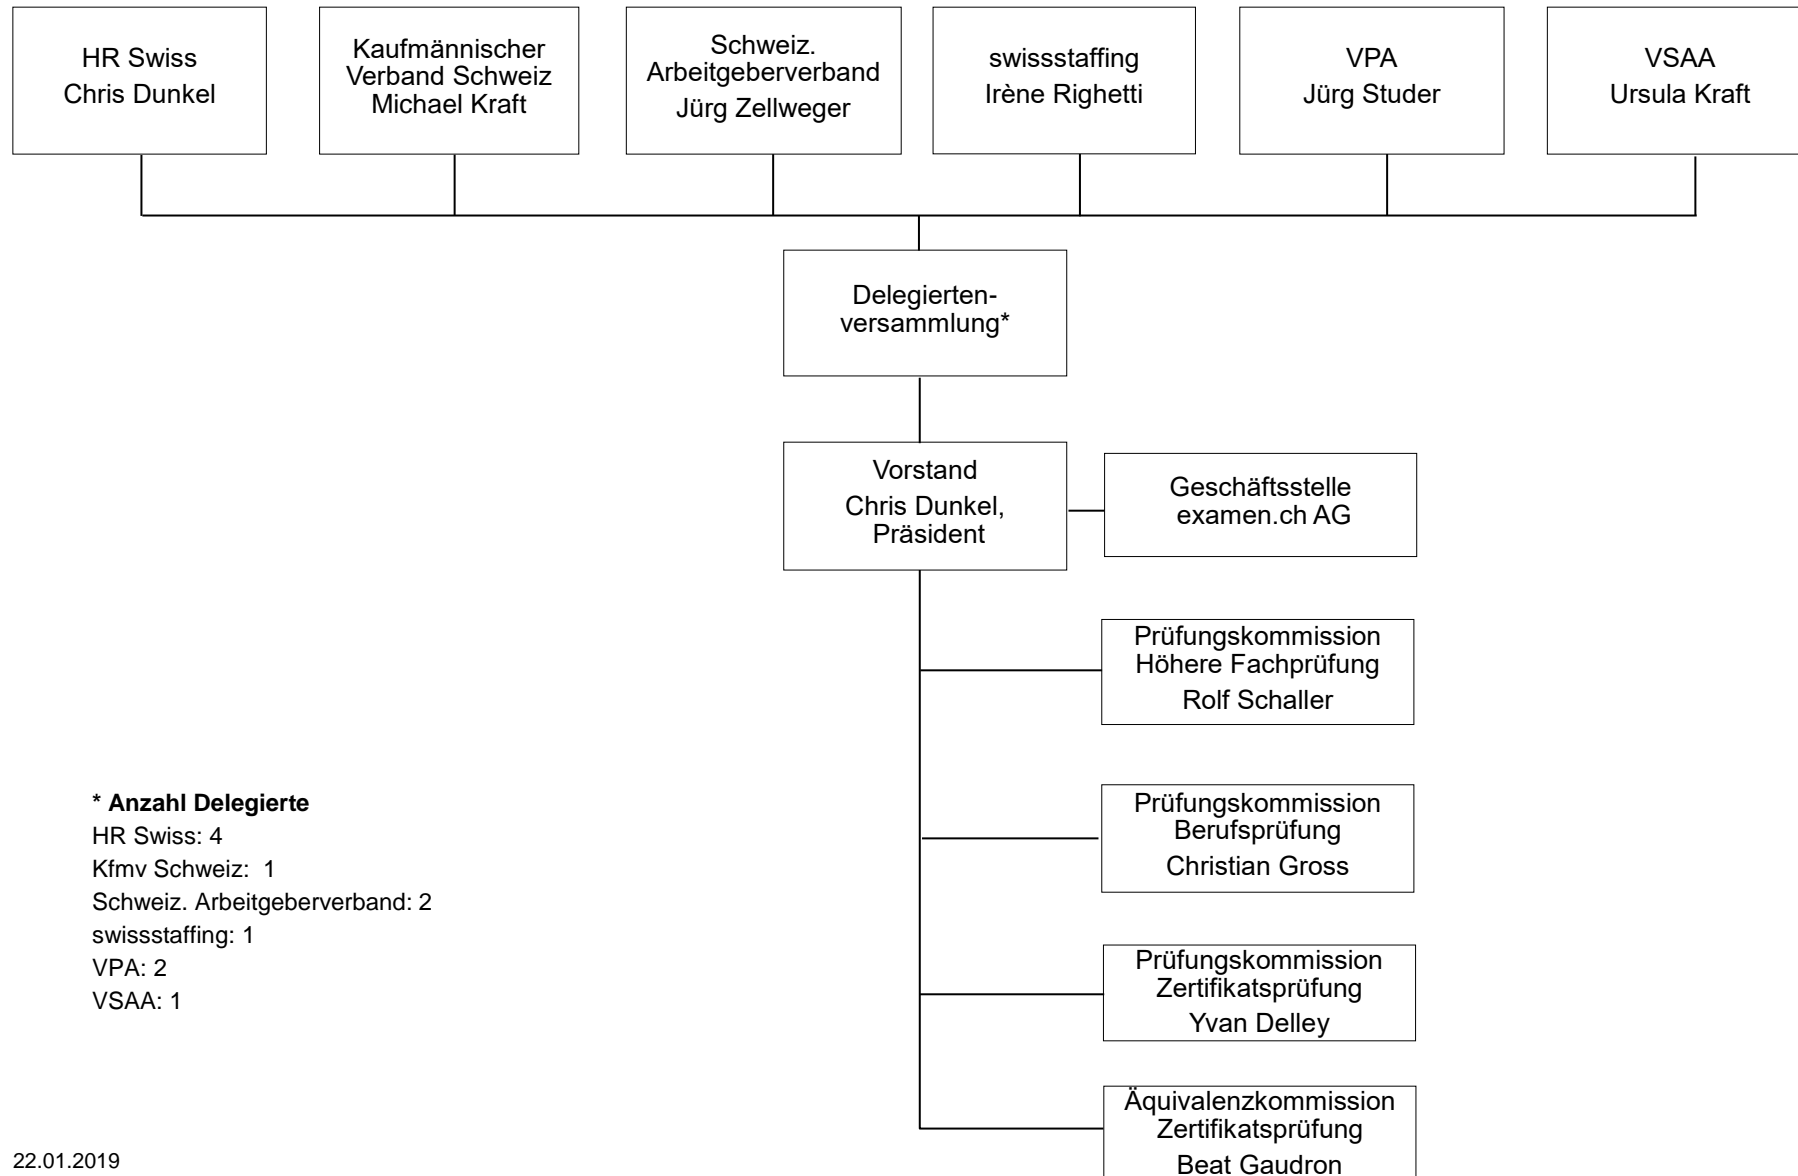 HR Swiss
Chris Dunkel
Kaufmännischer
Verband Schweiz
Michael Kraft
Schweiz.
Arbeitgeberverband
Jürg Zellweger
swissstaffing
Irène Righetti
VPA
Jürg Studer
VSAA
Ursula Kraft
Delegierten-
versammlung*
Vorstand
Chris Dunkel,
Präsident
Geschäftsstelle
examen.ch AG
Prüfungskommission
Höhere Fachprüfung
Rolf Schaller
Prüfungskommission
Berufsprüfung
Christian Gross
Prüfungskommission
Zertifikatsprüfung
Yvan Delley
Äquivalenzkommission
Zertifikatsprüfung
Beat Gaudron
* Anzahl Delegierte
HR Swiss: 4
Kfmv Schweiz: 1
Schweiz. Arbeitgeberverband: 2
swissstaffing: 1
VPA: 2
VSAA: 1
22.01.2019